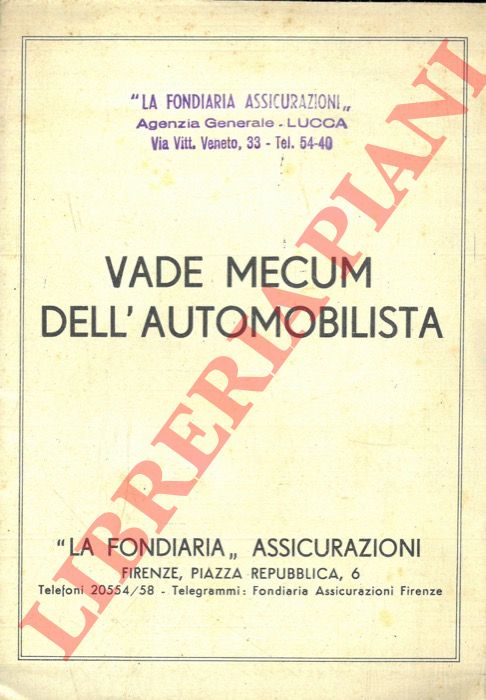 "LA FONDIARIA ASSICURAZIONI„
Agenzia Generale - LUCCA
Via Vitt. Veneto, 33 - Tel. 54-40
VADE MECUM
DELL'AUTOMOBILISTA
"LA FONDIARIA„ ASSICURAZIONI
FIRENZE, PIAZZA REPUBBLICA, 6
Telefoni 20554/58 - Telegrammi: Fondiaria Assicurazioni Firenze
LIBRERIA PIANI